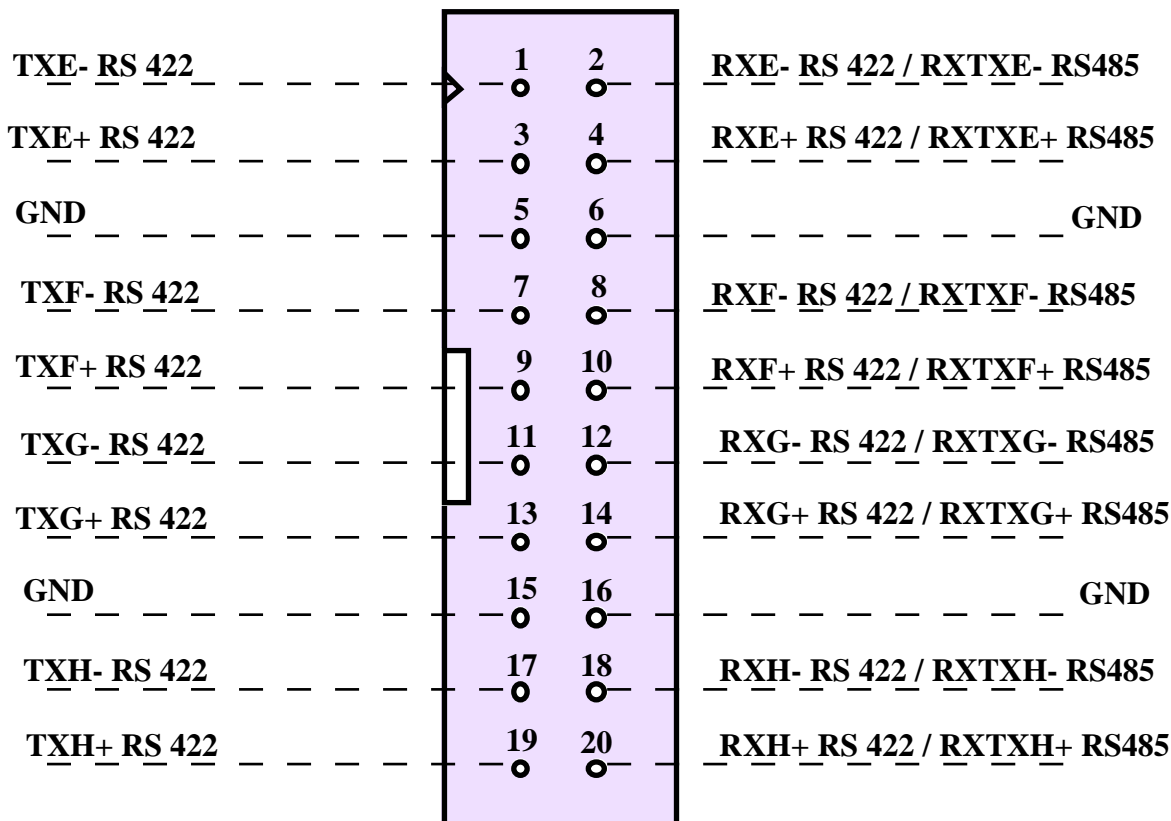 TXE- RS 422 1 2 RXE- RS 422 / RXTXE- RS485
TXE+ RS 422 3 4 RXE+ RS 422 / RXTXE+ RS485
GND 5 6 GND
TXF- RS 422 7 8 RXF- RS 422 / RXTXF- RS485
TXF+ RS 422 9 10 RXF+ RS 422 / RXTXF+ RS485
TXG- RS 422 11 12 RXG- RS 422 / RXTXG- RS485
TXG+ RS 422 13 14 RXG+ RS 422 / RXTXG+ RS485
GND 15 16 GND
TXH- RS 422 17 18 RXH- RS 422 / RXTXH- RS485
TXH+ RS 422 19 20 RXH+ RS 422 / RXTXH+ RS485